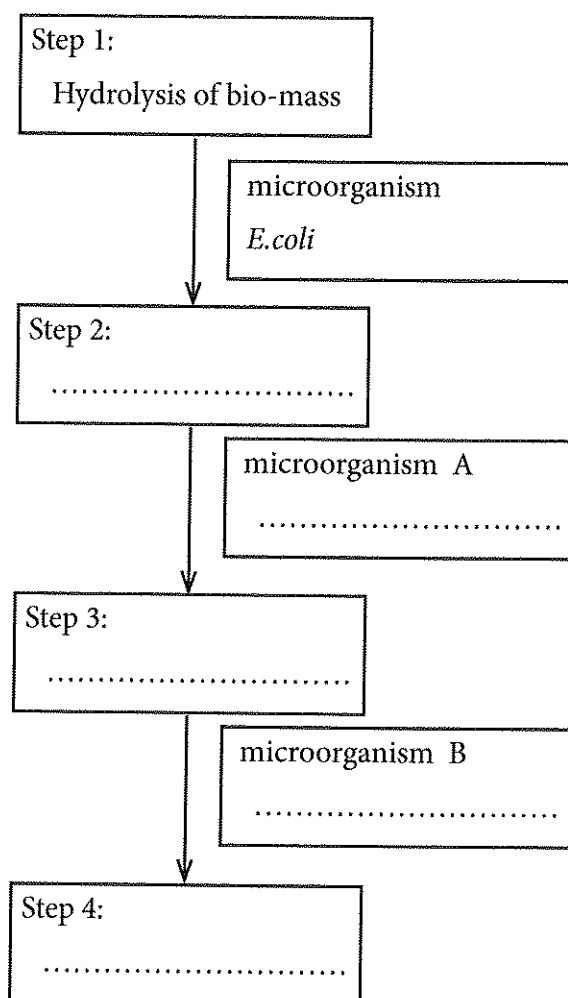 Step 1:
Hydrolysis of bio-mass
microorganism
E.coli
Step 2:
..............................
microorganism A
..............................
Step 3:
..............................
microorganism B
..............................
Step 4:
..............................